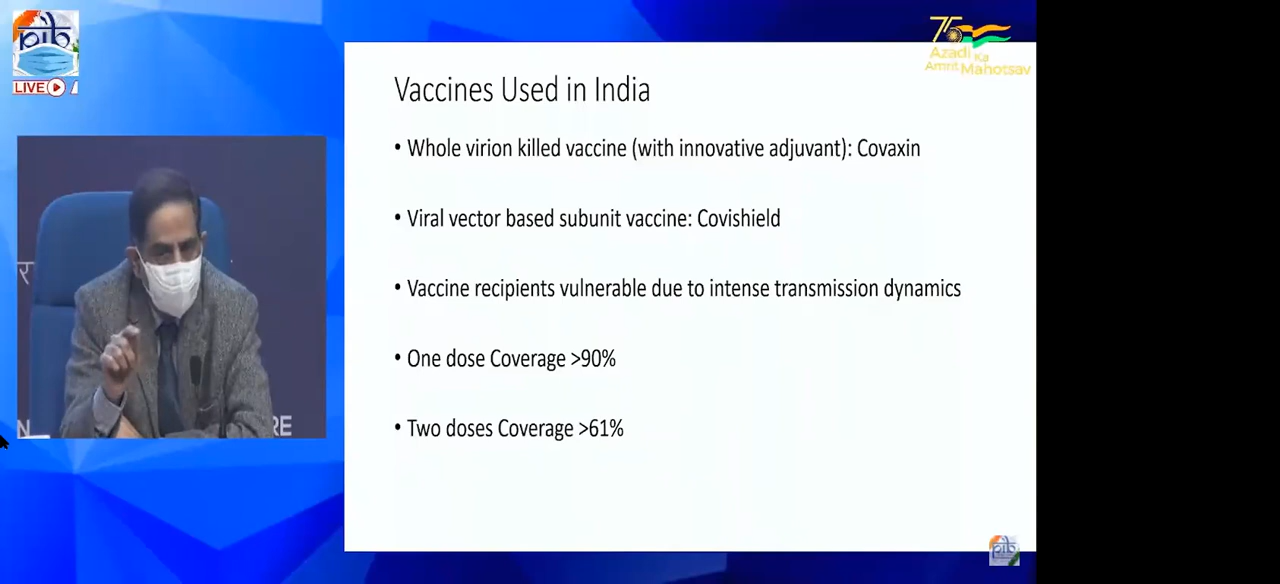 pib
LIVE
75
Azadi Ka
Amrit Mahotsav
Vaccines Used in India
• Whole virion killed vaccine (with innovative adjuvant): Covaxin
• Viral vector based subunit vaccine: Covishield
• Vaccine recipients vulnerable due to intense transmission dynamics
• One dose Coverage >90%
• Two doses Coverage >61%
र
N
RE
pib